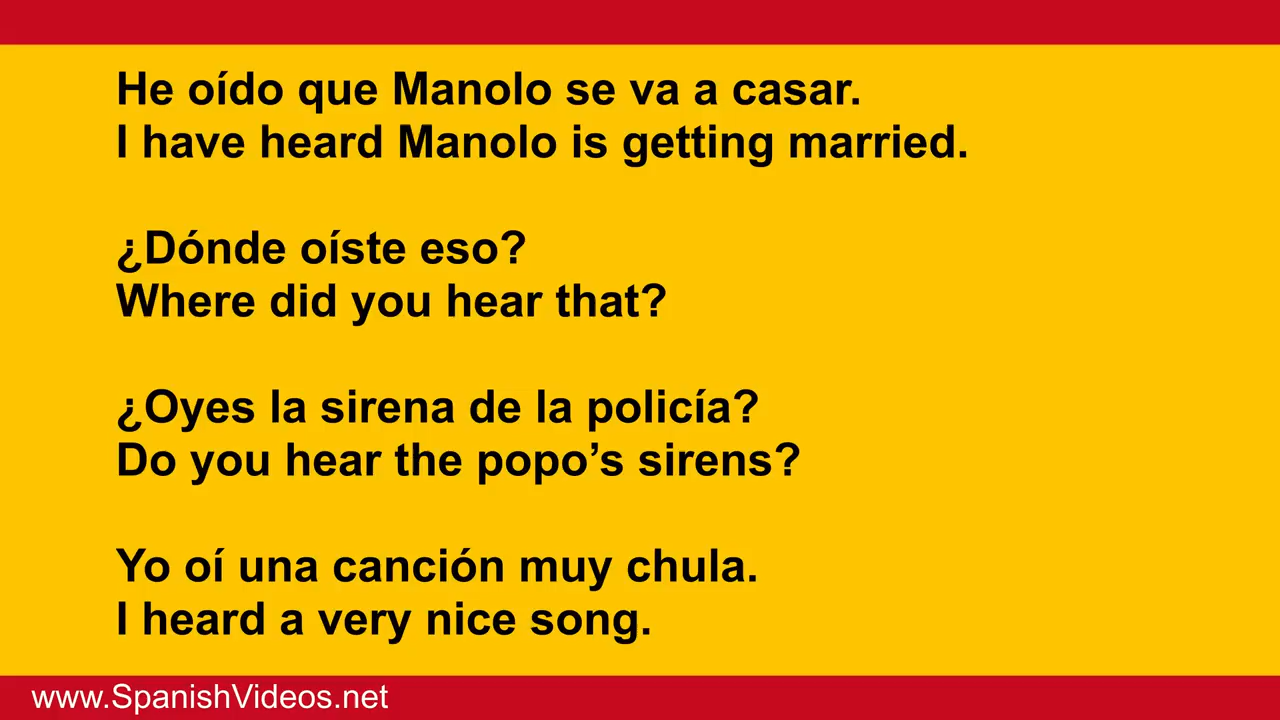 He oído que Manolo se va a casar.
I have heard Manolo is getting married.
¿Dónde oíste eso?
Where did you hear that?
¿Oyes la sirena de la policía?
Do you hear the popo’s sirens?
Yo oí una canción muy chula.
I heard a very nice song.
www.SpanishVideos.net